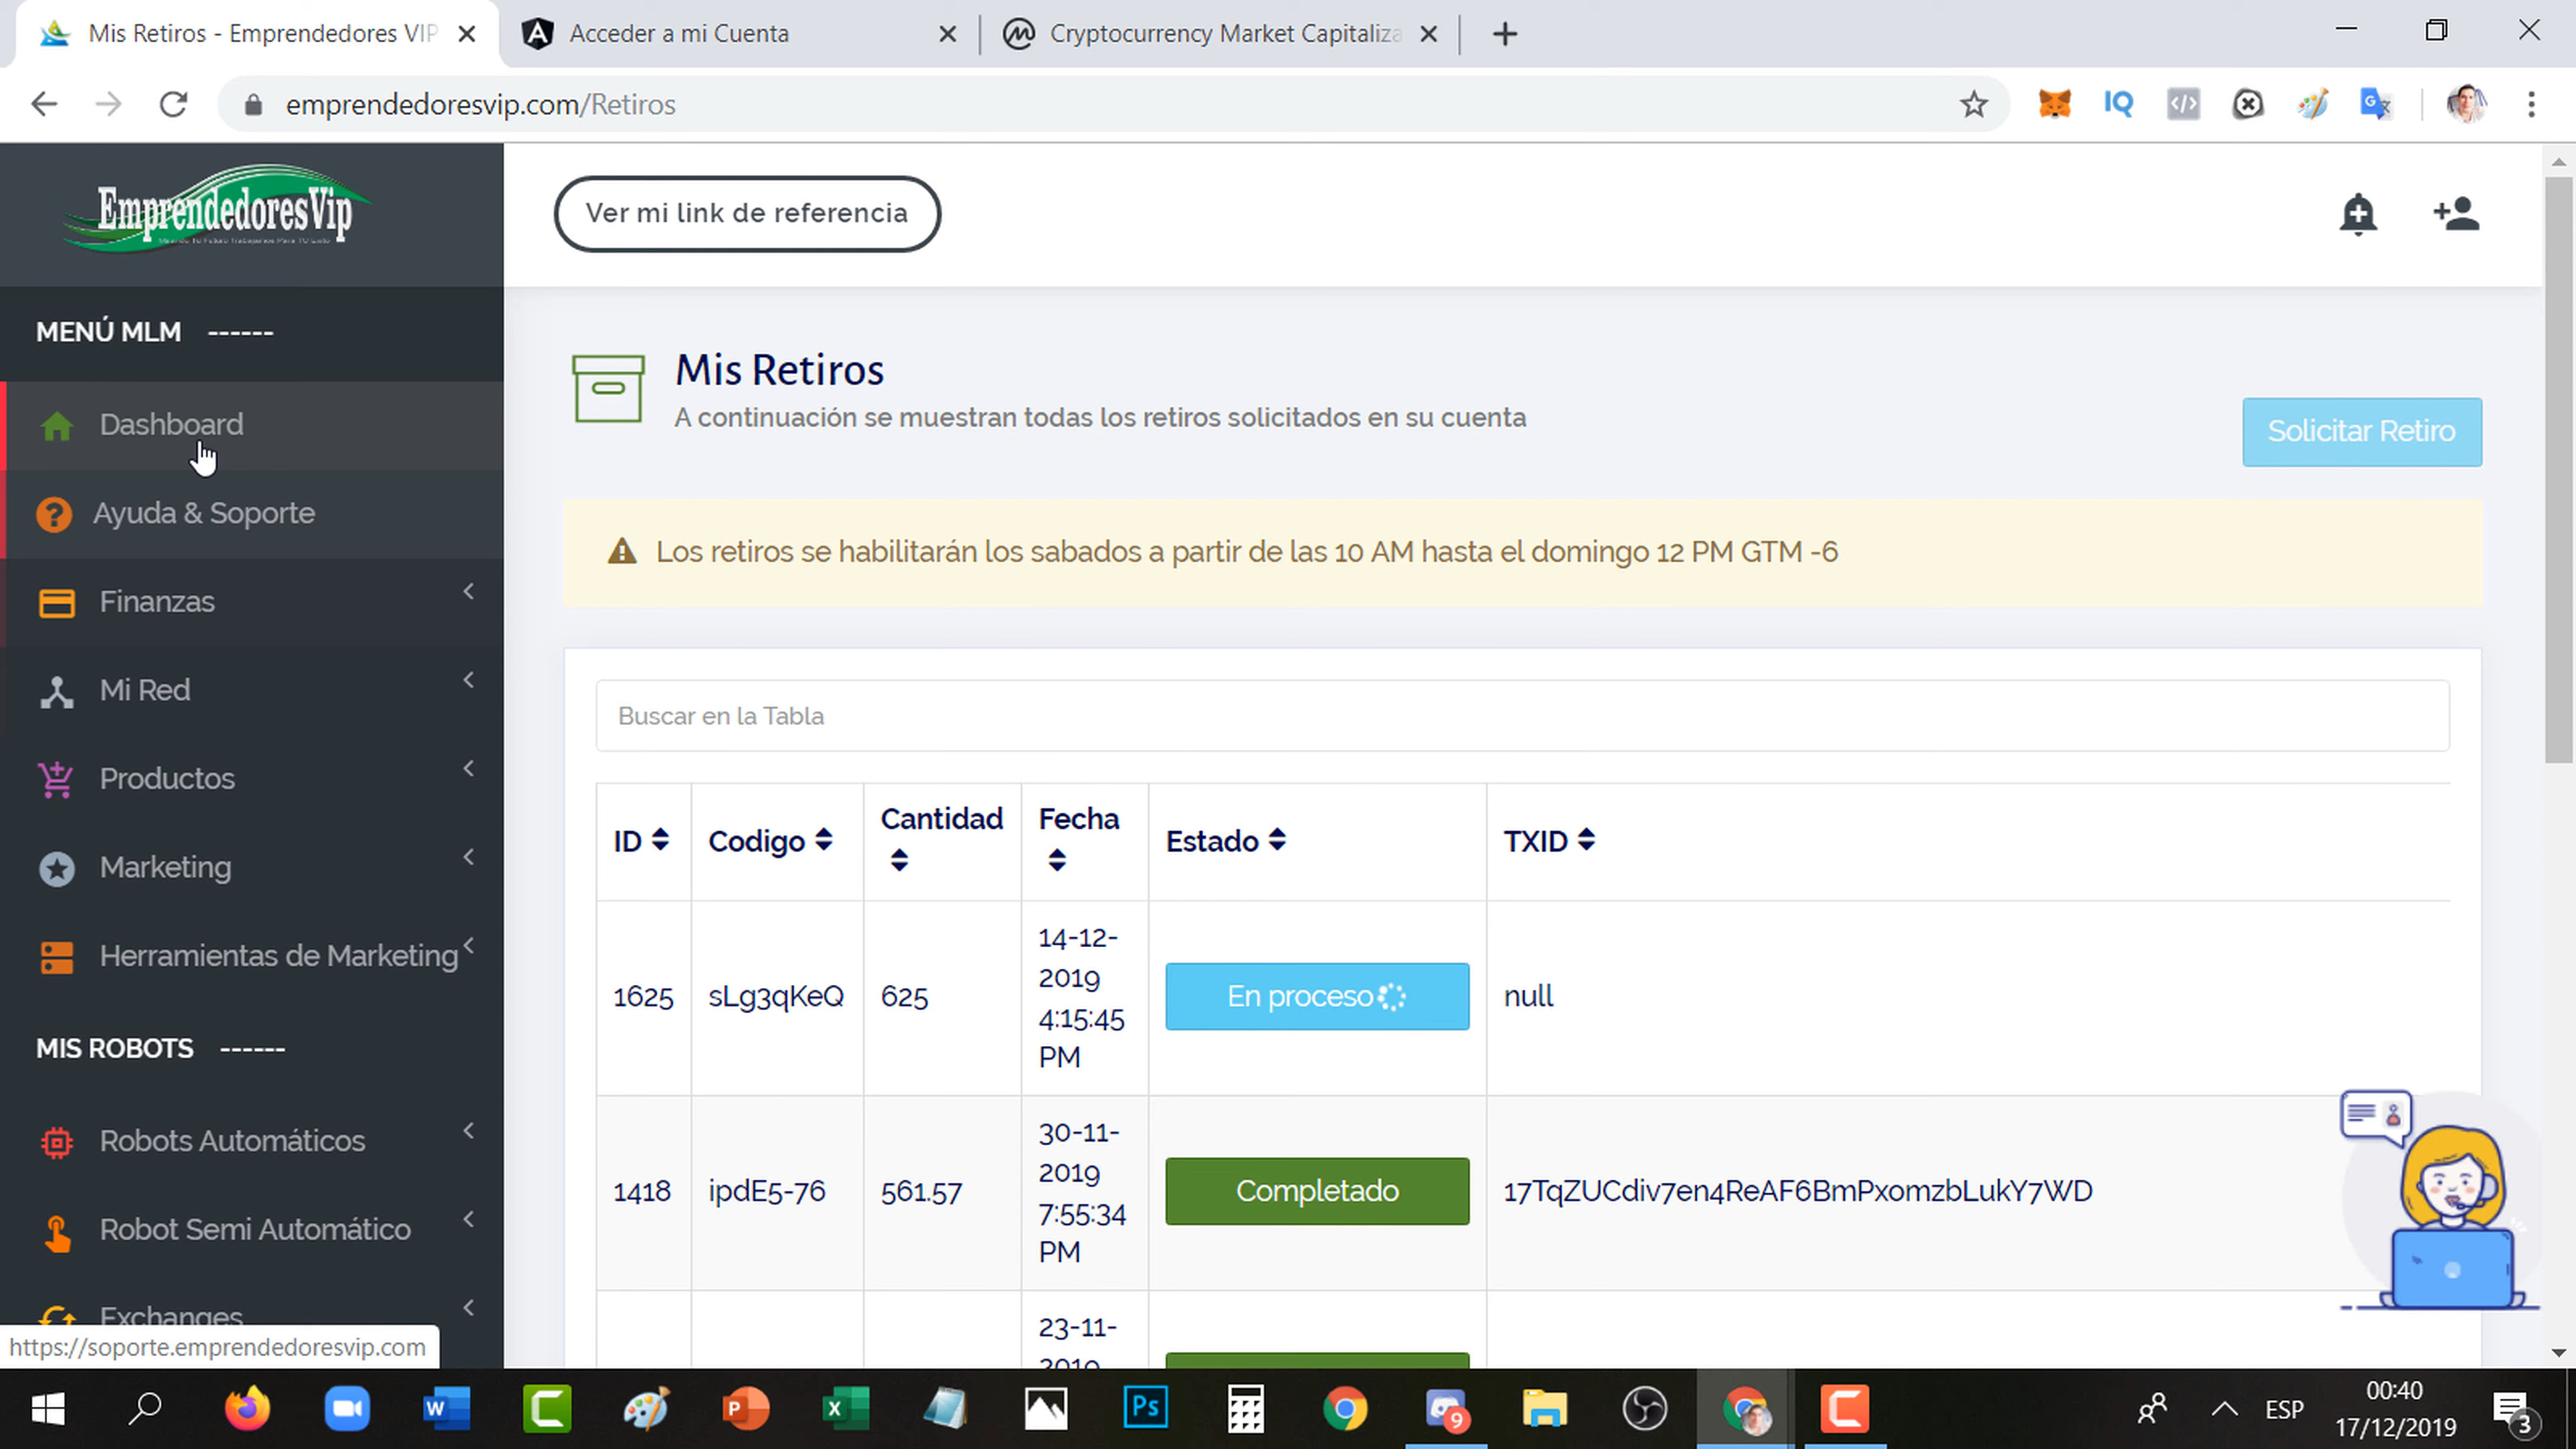 Mis Retiros - Emprendedores VIP
Acceder a mi Cuenta
Cryptocurrency Market Capitaliza
emprendedoresvip.com/Retiros
EmprendedoresVip
Ver mi link de referencia
MENÚ MLM ------
Dashboard
Ayuda & Soporte
Finanzas
Mi Red
Productos
Marketing
Herramientas de Marketing
MIS ROBOTS ------
Robots Automáticos
Robot Semi Automático
Exchanges
https://soporte.emprendedoresvip.com
Mis Retiros
A continuación se muestran todas los retiros solicitados en su cuenta
Solicitar Retiro
Los retiros se habilitarán los sabados a partir de las 10 AM hasta el domingo 12 PM GTM -6
Buscar en la Tabla
ID Codigo Cantidad Fecha Estado TXID
1625 sLg3qKeQ 625 14-12-
2019
4:15:45
PM
En proceso null
1418 ipdE5-76 561.57 30-11-
2019
7:55:34
PM
Completado 17TqZUCdiv7en4ReAF6BmPxomzbLukY7WD
23-11-
2019
ESP
00:40
17/12/2019
9
3